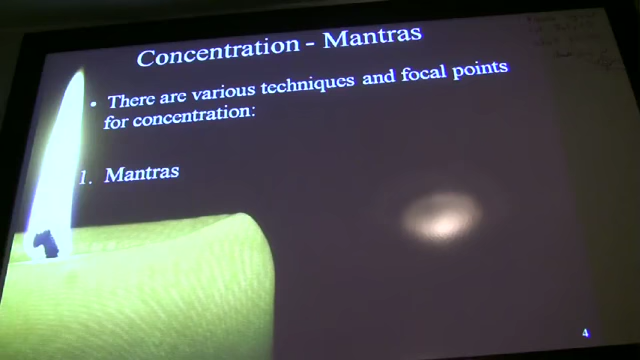 Concentration - Mantras
• There are various techniques and focal points
for concentration:
1. Mantras
4